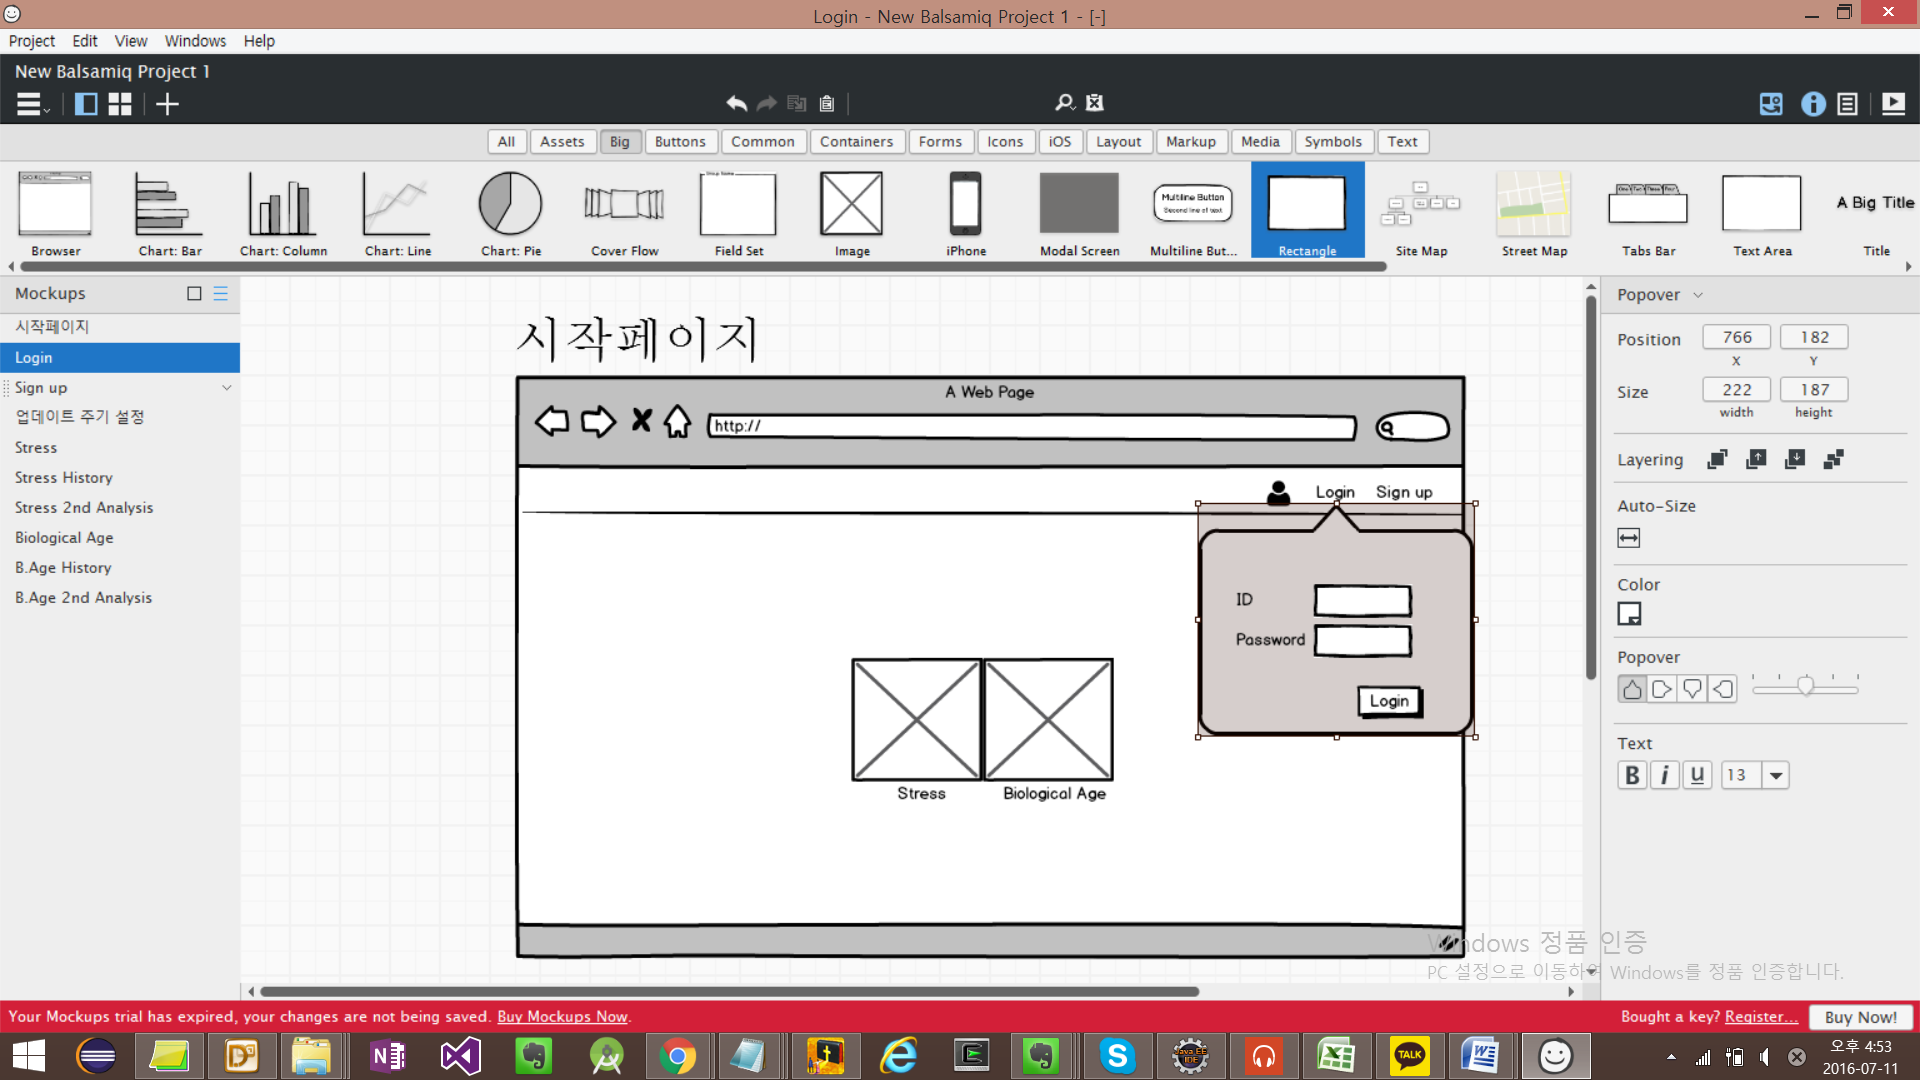 Login - New Balsamiq Project 1 - [-]
Project Edit View Windows Help
New Balsamiq Project 1
All Assets Big Buttons Common Containers Forms Icons iOS Layout Markup Media Symbols Text
Multiline Button
Second line of text
A Big Title
Browser Chart: Bar Chart: Column Chart: Line Chart: Pie Cover Flow Field Set Image iPhone Modal Screen Multiline But... Rectangle Site Map Street Map Tabs Bar Text Area Title
Mockups
시작페이지
Login
Sign up
업데이트 주기 설정
Stress
Stress History
Stress 2nd Analysis
Biological Age
B.Age History
B.Age 2nd Analysis
시작페이지
A Web Page
http://
Login Sign up
ID
Password
Login
Stress Biological Age
Popover
Position 766 182
X Y
Size 222 187
width height
Layering
Auto-Size
Color
Popover
Text
B i u 13
Windows 정품 인증
PC 설정으로 이동하여 Windows를 정품 인증합니다.
Your Mockups trial has expired, your changes are not being saved. Buy Mockups Now.
Bought a key? Register... Buy Now!
TALK
오후 4:53
2016-07-11